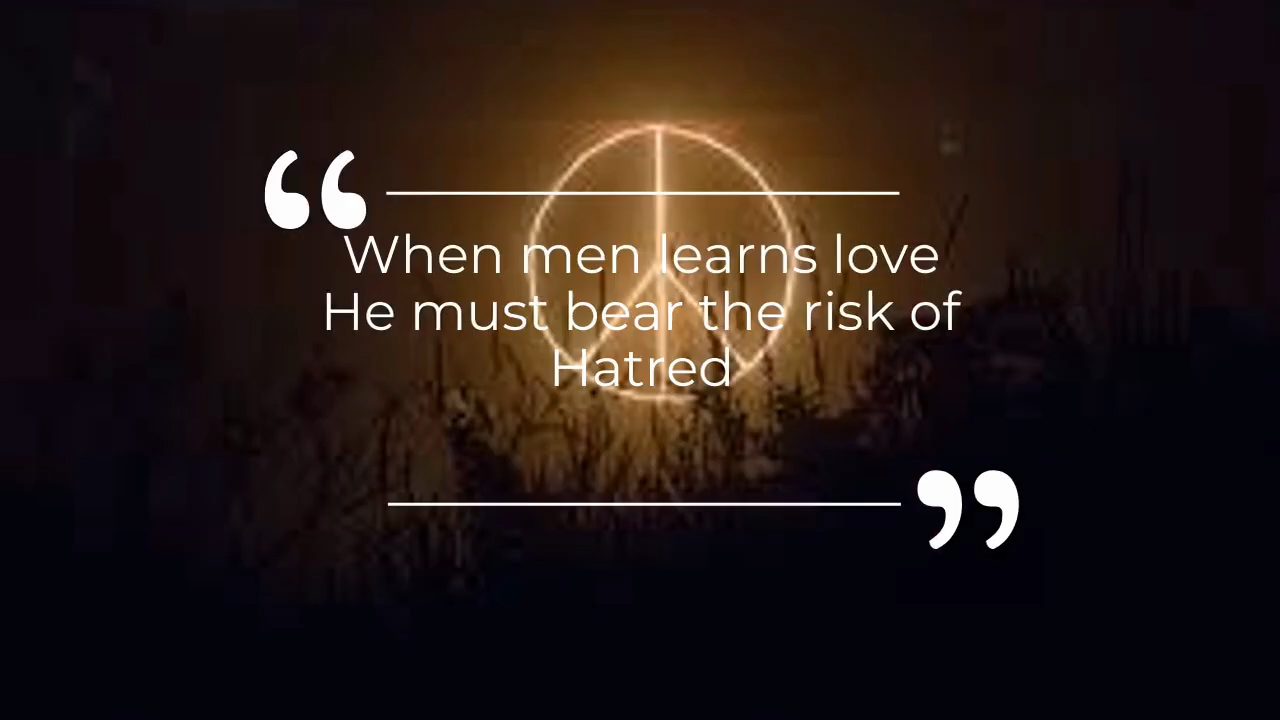 “
When men learns love
He must bear the risk of
Hatred
”